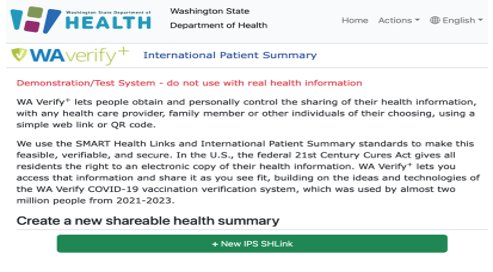 Washington State Department of
HEALTH
Washington State
Department of Health
Home Actions English
WAverify+ International Patient Summary
Demonstration/Test System - do not use with real health information
WA Verify+ lets people obtain and personally control the sharing of their health information,
with any health care provider, family member or other individuals of their choosing, using a
simple web link or QR code.
We use the SMART Health Links and International Patient Summary standards to make this
feasible, verifiable, and secure. In the U.S., the federal 21st Century Cures Act gives all
residents the right to an electronic copy of their health information. WA Verify+ lets you
access that information and share it as you see fit, building on the ideas and technologies of
the WA Verify COVID-19 vaccination verification system, which was used by almost two
million people from 2021-2023.
Create a new shareable health summary
+ New IPS SHLink